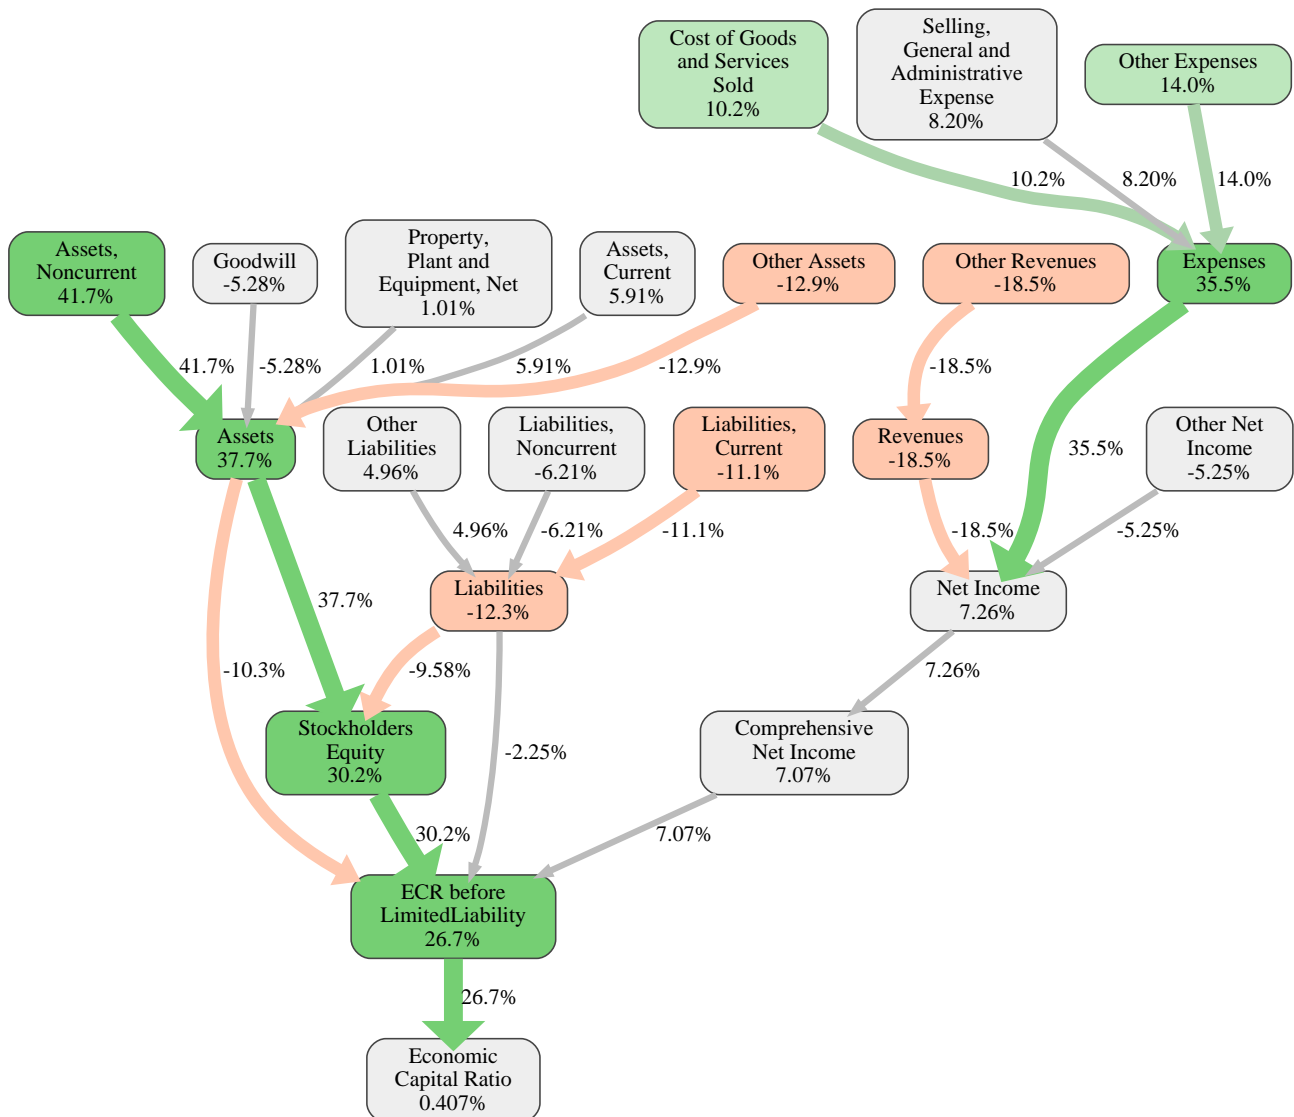 Cost of Goods
and Services
Sold
10.2%
Selling,
General and
Administrative
Expense
8.20%
Other Expenses
14.0%
10.2%
8.20%
14.0%
Assets,
Noncurrent
41.7%
Goodwill
-5.28%
Property,
Plant and
Equipment, Net
1.01%
Assets,
Current
5.91%
Other Assets
-12.9%
Other Revenues
-18.5%
Expenses
35.5%
41.7%
-5.28%
1.01%
5.91%
-12.9%
-18.5%
Assets
37.7%
Other
Liabilities
4.96%
Liabilities,
Noncurrent
-6.21%
Liabilities,
Current
-11.1%
Revenues
-18.5%
35.5%
Other Net
Income
-5.25%
4.96%
-6.21%
-11.1%
-18.5%
-5.25%
37.7%
Liabilities
-12.3%
Net Income
7.26%
-10.3%
-9.58%
7.26%
Stockholders
Equity
30.2%
-2.25%
Comprehensive
Net Income
7.07%
30.2%
7.07%
ECR before
LimitedLiability
26.7%
26.7%
Economic
Capital Ratio
0.407%